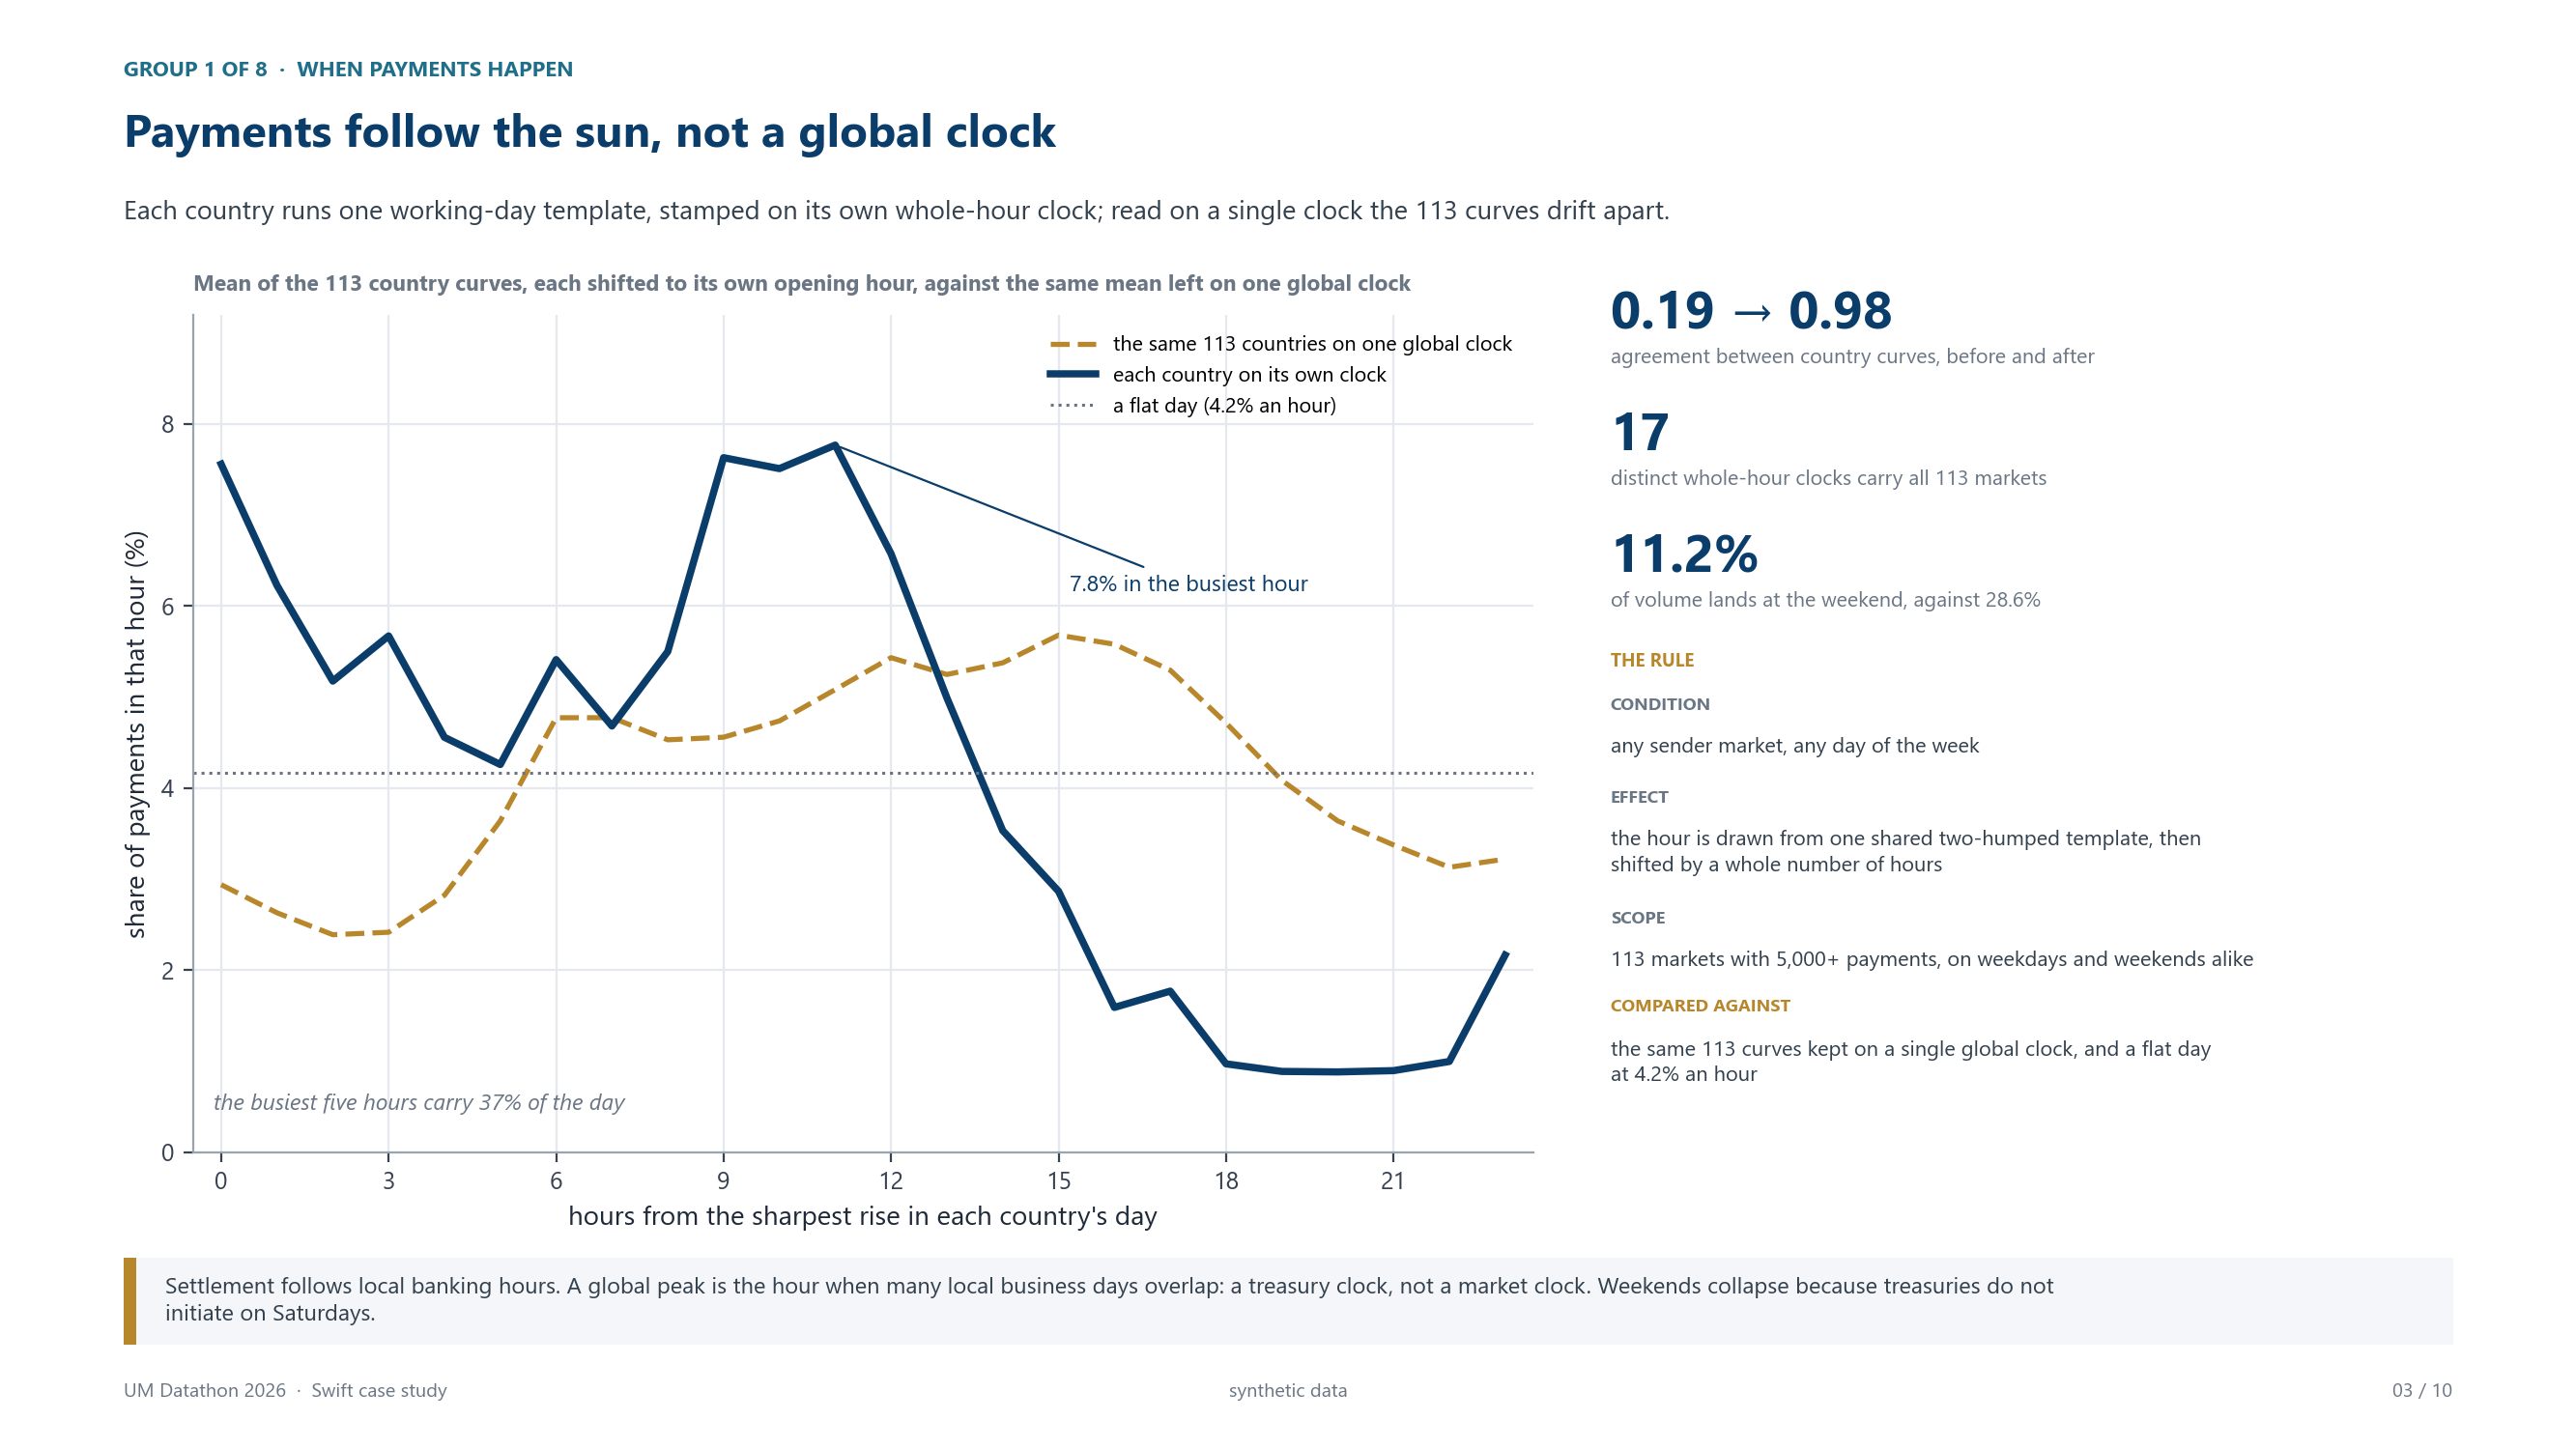 GROUP 1 OF 8 · WHEN PAYMENTS HAPPEN
Payments follow the sun, not a global clock
Each country runs one working-day template, stamped on its own whole-hour clock; read on a single clock the 113 curves drift apart.
Mean of the 113 country curves, each shifted to its own opening hour, against the same mean left on one global clock
the same 113 countries on one global clock
each country on its own clock
a flat day (4.2% an hour)
share of payments in that hour (%)
8
6
4
2
0
7.8% in the busiest hour
the busiest five hours carry 37% of the day
0 3 6 9 12 15 18 21
hours from the sharpest rise in each country's day
0.19 → 0.98
agreement between country curves, before and after
17
distinct whole-hour clocks carry all 113 markets
11.2%
of volume lands at the weekend, against 28.6%
THE RULE
CONDITION
any sender market, any day of the week
EFFECT
the hour is drawn from one shared two-humped template, then
shifted by a whole number of hours
SCOPE
113 markets with 5,000+ payments, on weekdays and weekends alike
COMPARED AGAINST
the same 113 curves kept on a single global clock, and a flat day
at 4.2% an hour
Settlement follows local banking hours. A global peak is the hour when many local business days overlap: a treasury clock, not a market clock. Weekends collapse because treasuries do not
initiate on Saturdays.
UM Datathon 2026 · Swift case study
synthetic data
03 / 10